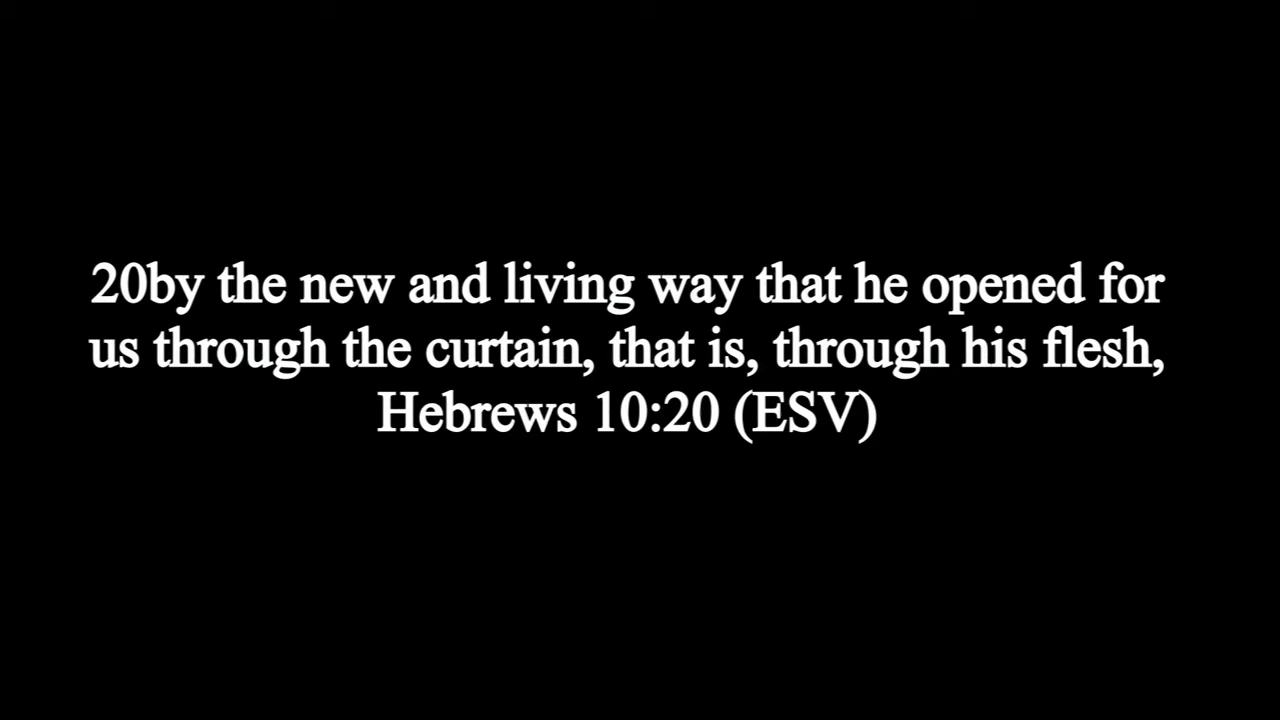 20by the new and living way that he opened for
us through the curtain, that is, through his flesh,
Hebrews 10:20 (ESV)